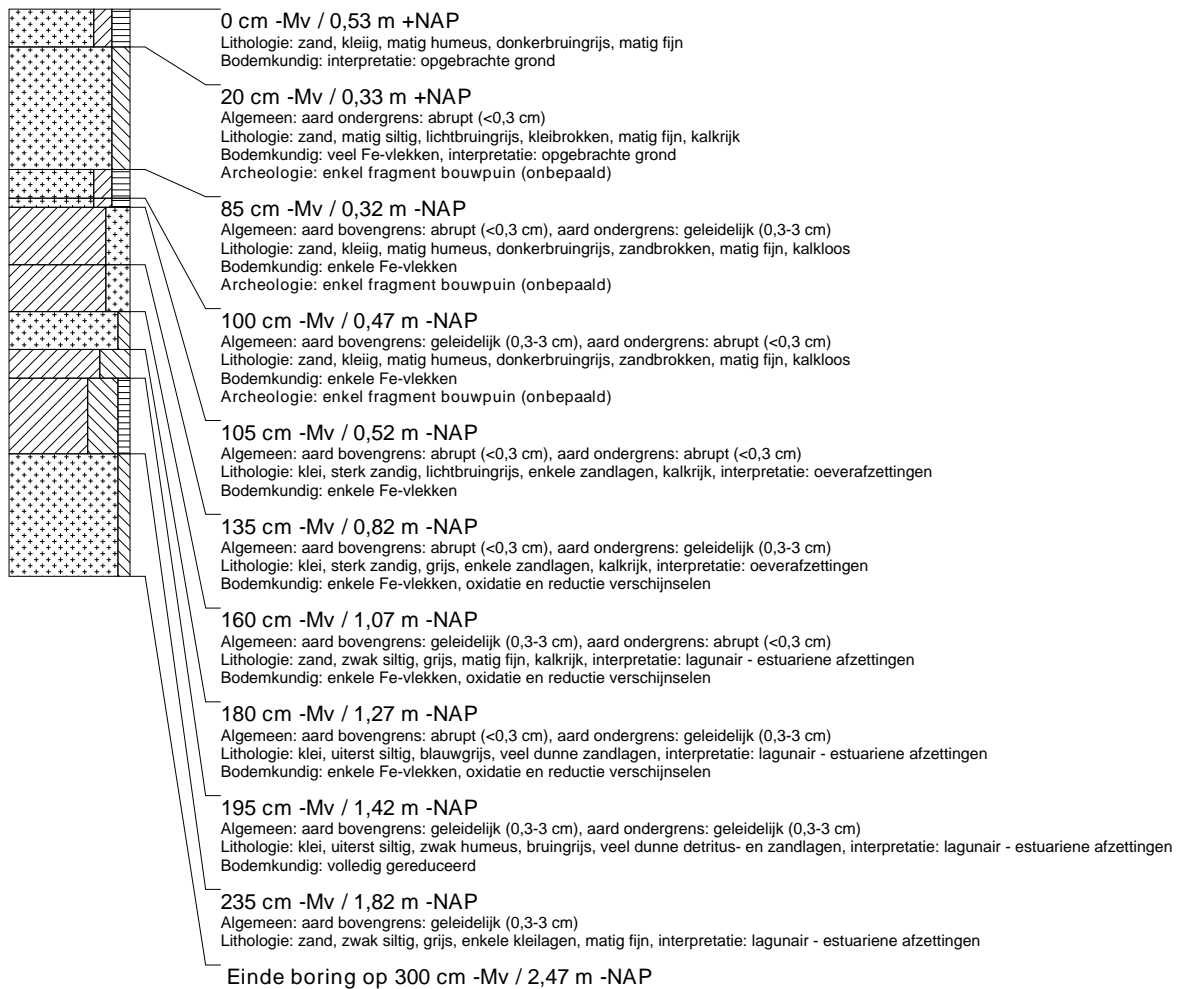 0 cm -Mv / 0,53 m +NAP
Lithologie: zand, kleiig, matig humeus, donkerbruingrijs, matig fijn
Bodemkundig: interpretatie: opgebrachte grond
20 cm -Mv / 0,33 m +NAP
Algemeen: aard ondergrens: abrupt (<0,3 cm)
Lithologie: zand, matig siltig, lichtbruingrijs, kleibrokken, matig fijn, kalkrijk
Bodemkundig: veel Fe-vlekken, interpretatie: opgebrachte grond
Archeologie: enkel fragment bouwpuin (onbepaald)
85 cm -Mv / 0,32 m -NAP
Algemeen: aard bovengrens: abrupt (<0,3 cm), aard ondergrens: geleidelijk (0,3-3 cm)
Lithologie: zand, kleiig, matig humeus, donkerbruingrijs, zandbrokken, matig fijn, kalkloos
Bodemkundig: enkele Fe-vlekken
Archeologie: enkel fragment bouwpuin (onbepaald)
100 cm -Mv / 0,47 m -NAP
Algemeen: aard bovengrens: geleidelijk (0,3-3 cm), aard ondergrens: abrupt (<0,3 cm)
Lithologie: zand, kleiig, matig humeus, donkerbruingrijs, zandbrokken, matig fijn, kalkloos
Bodemkundig: enkele Fe-vlekken
Archeologie: enkel fragment bouwpuin (onbepaald)
105 cm -Mv / 0,52 m -NAP
Algemeen: aard bovengrens: abrupt (<0,3 cm), aard ondergrens: abrupt (<0,3 cm)
Lithologie: klei, sterk zandig, lichtbruingrijs, enkele zandlagen, kalkrijk, interpretatie: oeverafzettingen
Bodemkundig: enkele Fe-vlekken
135 cm -Mv / 0,82 m -NAP
Algemeen: aard bovengrens: abrupt (<0,3 cm), aard ondergrens: geleidelijk (0,3-3 cm)
Lithologie: klei, sterk zandig, grijs, enkele zandlagen, kalkrijk, interpretatie: oeverafzettingen
Bodemkundig: enkele Fe-vlekken, oxidatie en reductie verschijnselen
160 cm -Mv / 1,07 m -NAP
Algemeen: aard bovengrens: geleidelijk (0,3-3 cm), aard ondergrens: abrupt (<0,3 cm)
Lithologie: zand, zwak siltig, grijs, matig fijn, kalkrijk, interpretatie: lagunair - estuariene afzettingen
Bodemkundig: enkele Fe-vlekken, oxidatie en reductie verschijnselen
180 cm -Mv / 1,27 m -NAP
Algemeen: aard bovengrens: abrupt (<0,3 cm), aard ondergrens: geleidelijk (0,3-3 cm)
Lithologie: klei, uiterst siltig, blauwgrijs, veel dunne zandlagen, interpretatie: lagunair - estuariene afzettingen
Bodemkundig: enkele Fe-vlekken, oxidatie en reductie verschijnselen
195 cm -Mv / 1,42 m -NAP
Algemeen: aard bovengrens: geleidelijk (0,3-3 cm), aard ondergrens: geleidelijk (0,3-3 cm)
Lithologie: klei, uiterst siltig, zwak humeus, bruingrijs, veel dunne detritus- en zandlagen, interpretatie: lagunair - estuariene afzettingen
Bodemkundig: volledig gereduceerd
235 cm -Mv / 1,82 m -NAP
Algemeen: aard bovengrens: geleidelijk (0,3-3 cm)
Lithologie: zand, zwak siltig, grijs, enkele kleilagen, matig fijn, interpretatie: lagunair - estuariene afzettingen
Einde boring op 300 cm -Mv / 2,47 m -NAP